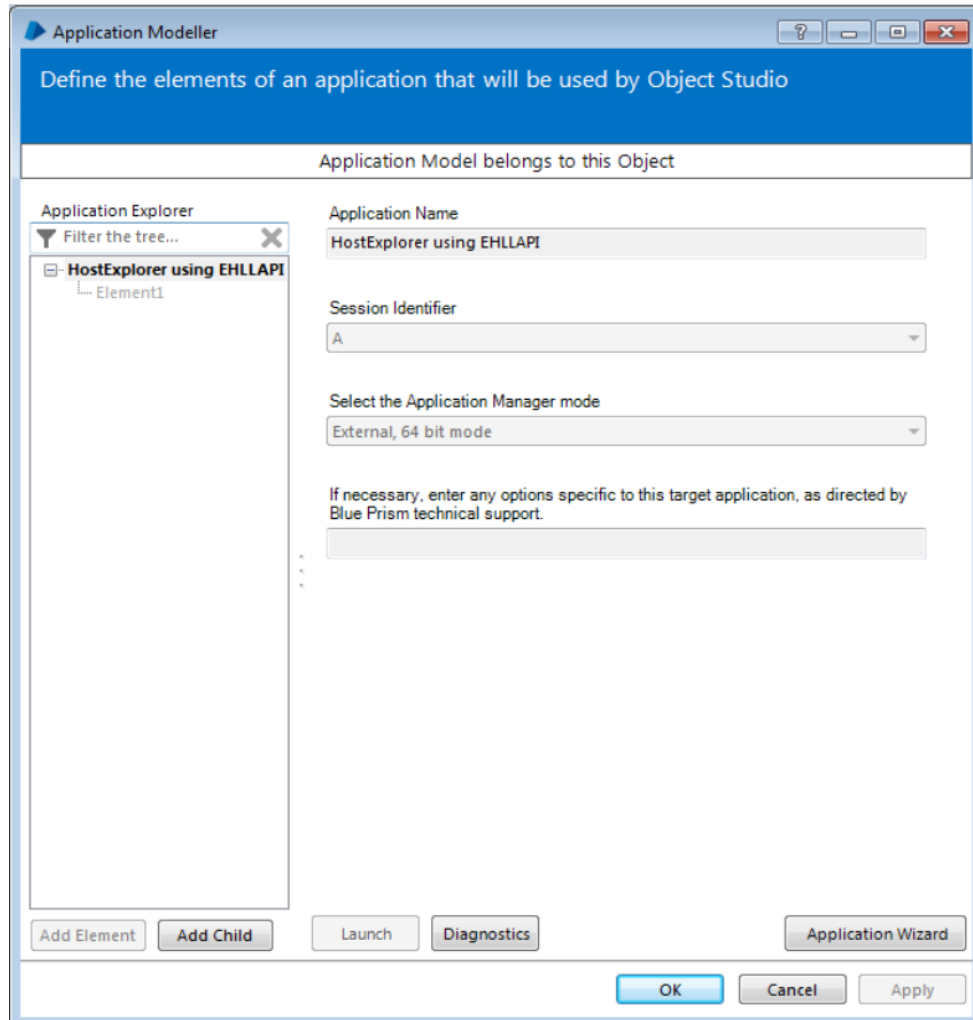 Application Modeller
Define the elements of an application that will be used by Object Studio
Application Model belongs to this Object
Application Explorer
Filter the tree...
HostExplorer using EHLLAPI
Element1
Application Name
HostExplorer using EHLLAPI
Session Identifier
A
Select the Application Manager mode
External, 64 bit mode
If necessary, enter any options specific to this target application, as directed by
Blue Prism technical support.
Add Element
Add Child
Launch
Diagnostics
Application Wizard
OK
Cancel
Apply